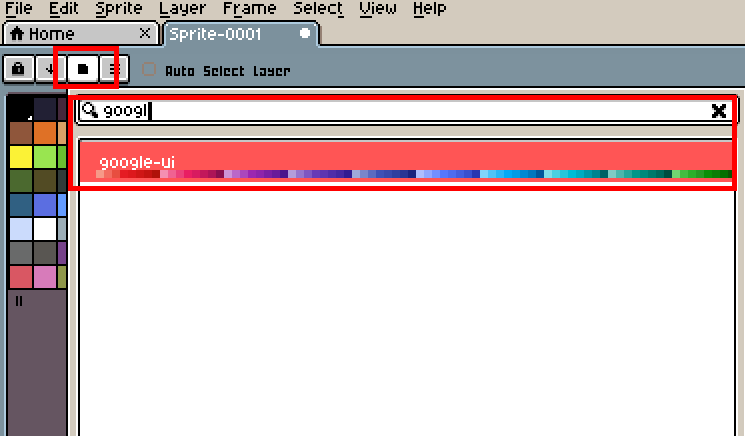 File Edit Sprite Layer Frame Select View Help
Home Sprite-0001
Auto Select Layer
googl
google-ui